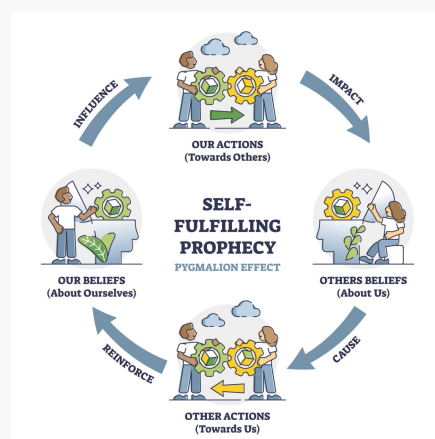 INFLUENCE
OUR ACTIONS
(Towards Others)
IMPACT
SELF-
FULFILLING
PROPHECY
PYGMALION EFFECT
OUR BELIEFS
(About Ourselves)
OTHERS BELIEFS
(About Us)
REINFORCE
CAUSE
OTHER ACTIONS
(Towards Us)